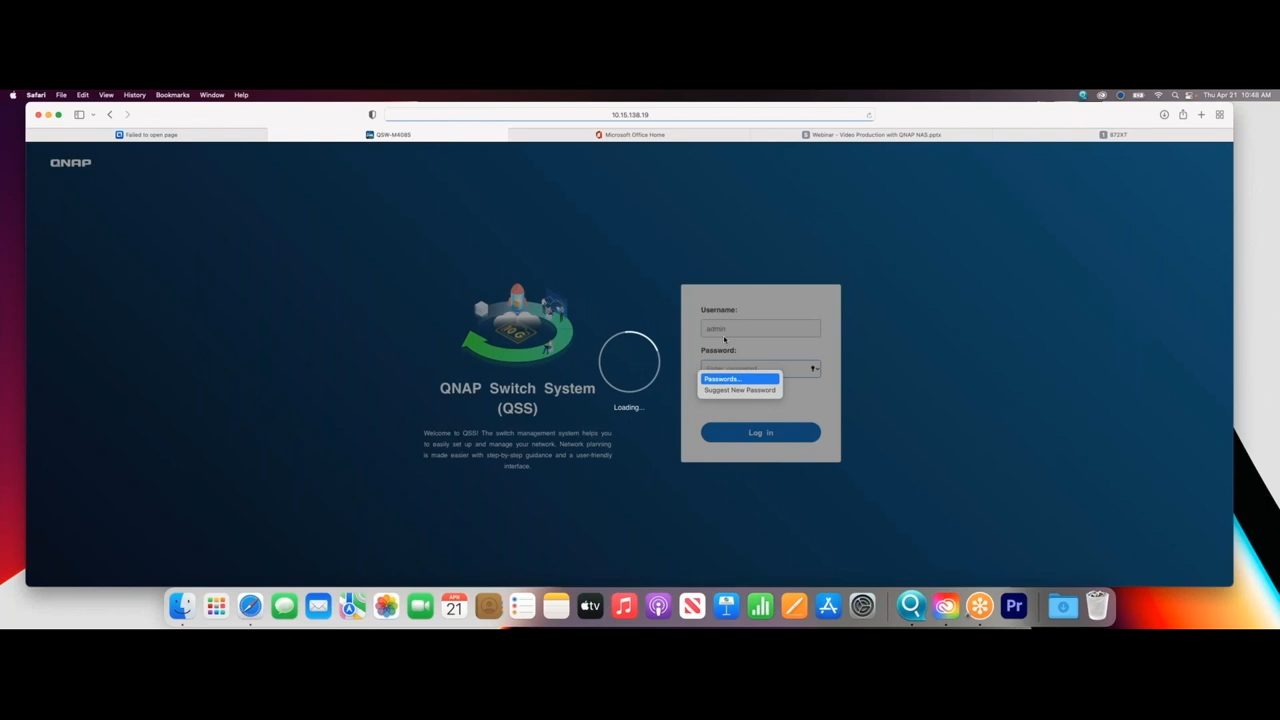 Safari File Edit View History Bookmarks Window Help
Thu Apr 21 10:48 AM
10.15.138.19
Failed to open page
QSW-M408S
Microsoft Office Home
Webinar - Video Production with QNAP NAS.pptx
872XT
QNAP
Username:
admin
Password:
Passwords...
Suggest New Password
Log in
QNAP Switch System
(QSS)
Loading...
Welcome to QSS! The switch management system helps you
to easily set up and manage your network. Network planning
is made easier with step-by-step guidance and a user-friendly
interface.
APR
21
tv
Pr